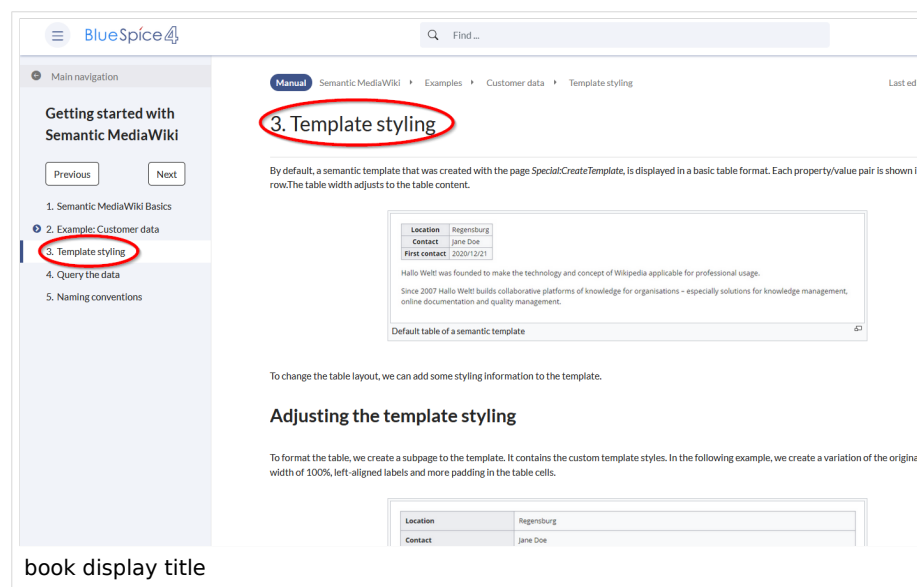 BlueSpice 4
Find ...
Main navigation
Getting started with
Semantic MediaWiki
Previous
Next
1. Semantic MediaWiki Basics
2. Example: Customer data
3. Template styling
4. Query the data
5. Naming conventions
Manual Semantic MediaWiki Examples Customer data Template styling
Last ed
3. Template styling
By default, a semantic template that was created with the page Special:CreateTemplate, is displayed in a basic table format. Each property/value pair is shown i
row.The table width adjusts to the table content.
Location Regensburg
Contact Jane Doe
First contact 2020/12/21
Hallo Welt! was founded to make the technology and concept of Wikipedia applicable for professional usage.
Since 2007 Hallo Welt! builds collaborative platforms of knowledge for organisations – especially solutions for knowledge management,
online documentation and quality management.
Default table of a semantic template
To change the table layout, we can add some styling information to the template.
Adjusting the template styling
To format the table, we create a subpage to the template. It contains the custom template styles. In the following example, we create a variation of the origina
width of 100%, left-aligned labels and more padding in the table cells.
Location Regensburg
Contact Jane Doe
book display title